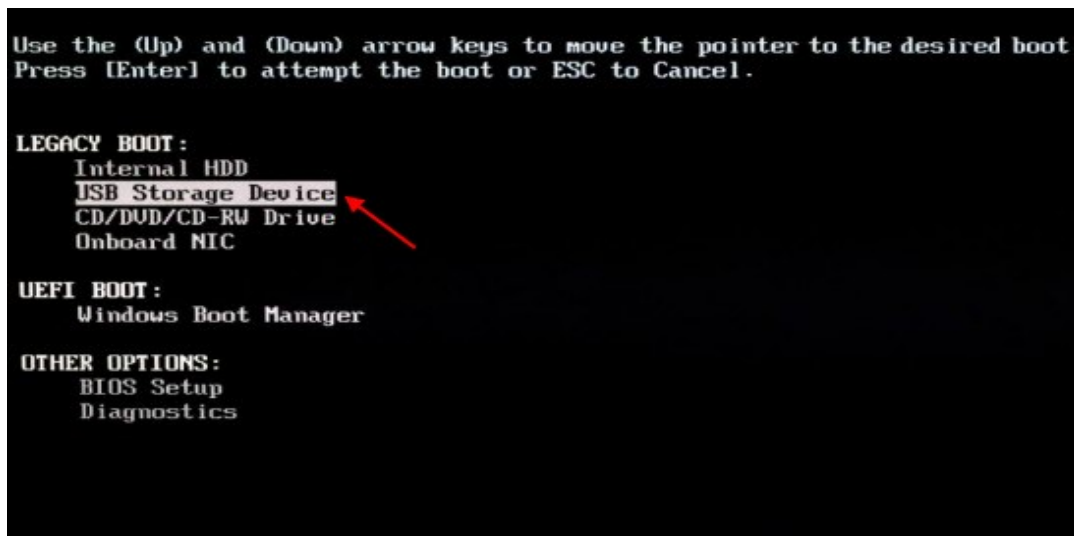 Use the (Up) and (Down) arrow keys to move the pointer to the desired boot
Press [Enter] to attempt the boot or ESC to Cancel.
LEGACY BOOT:
Internal HDD
USB Storage Device
CD/DVD/CD-RW Drive
Onboard NIC
UEFI BOOT:
Windows Boot Manager
OTHER OPTIONS:
BIOS Setup
Diagnostics